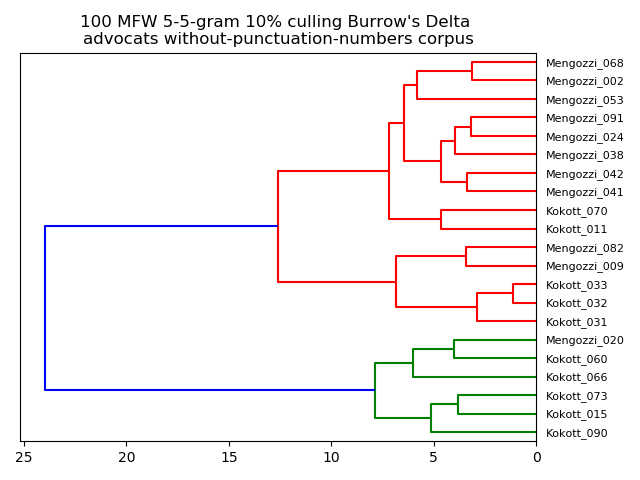 100 MFW 5-5-gram 10% culling Burrow's Delta
advocats without-punctuation-numbers corpus
Mengozzi_068
Mengozzi_002
Mengozzi_053
Mengozzi_091
Mengozzi_024
Mengozzi_038
Mengozzi_042
Mengozzi_041
Kokott_070
Kokott_011
Mengozzi_082
Mengozzi_009
Kokott_033
Kokott_032
Kokott_031
Mengozzi_020
Kokott_060
Kokott_066
Kokott_073
Kokott_015
Kokott_090
25 20 15 10 5 0